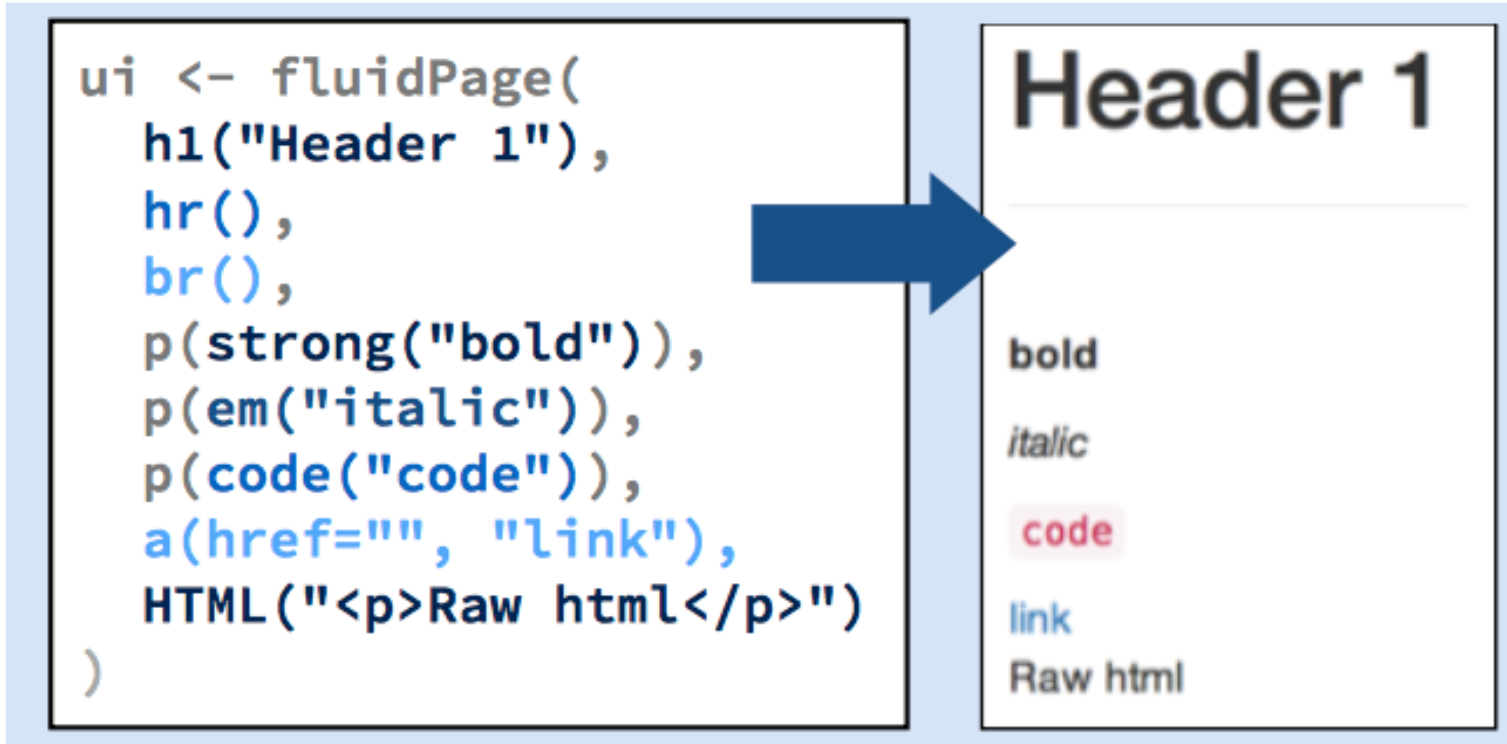 ui <- fluidPage(
  h1("Header 1"),
  hr(),
  br(),
  p(strong("bold")),
  p(em("italic")),
  p(code("code")),
  a(href="", "link"),
  HTML("<p>Raw html</p>")
)
Header 1
bold
italic
code
link
Raw html